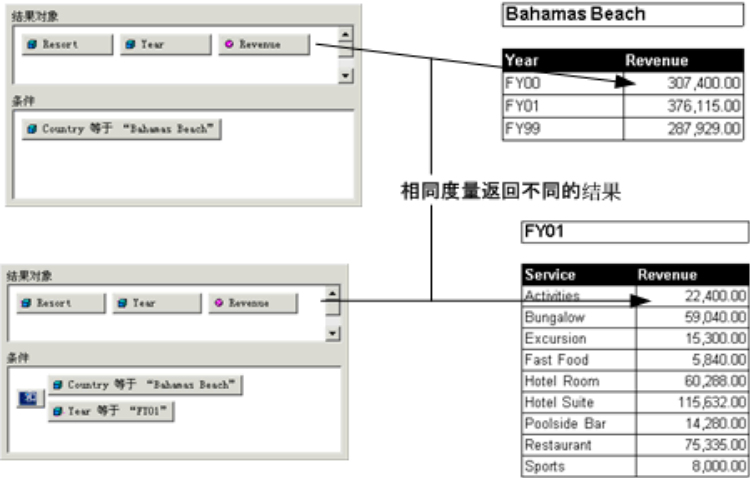 结果对象
Resort Year Revenue
条件
Country 等于 “Bahamas Beach”
Bahamas Beach
Year Revenue
FY00 307,400.00
FY01 376,115.00
FY99 287,929.00
相同度量返回不同的结果
结果对象
Resort Year Revenue
条件
Country 等于 “Bahamas Beach”
Year 等于 “FY01”
FY01
Service Revenue
Activities 22,400.00
Bungalow 59,040.00
Excursion 15,300.00
Fast Food 5,840.00
Hotel Room 60,288.00
Hotel Suite 115,632.00
Poolside Bar 14,280.00
Restaurant 75,335.00
Sports 8,000.00